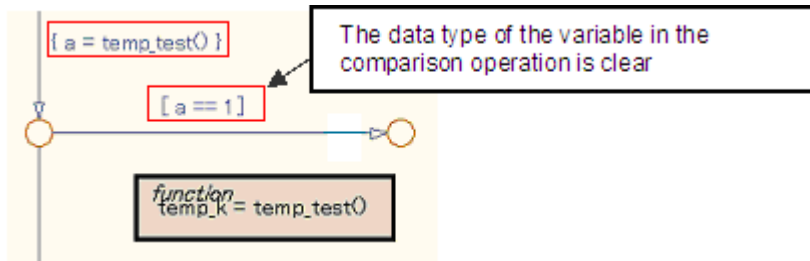 { a = temp_test() }
The data type of the variable in the
comparison operation is clear
[ a == 1 ]
function
temp_k = temp_test()